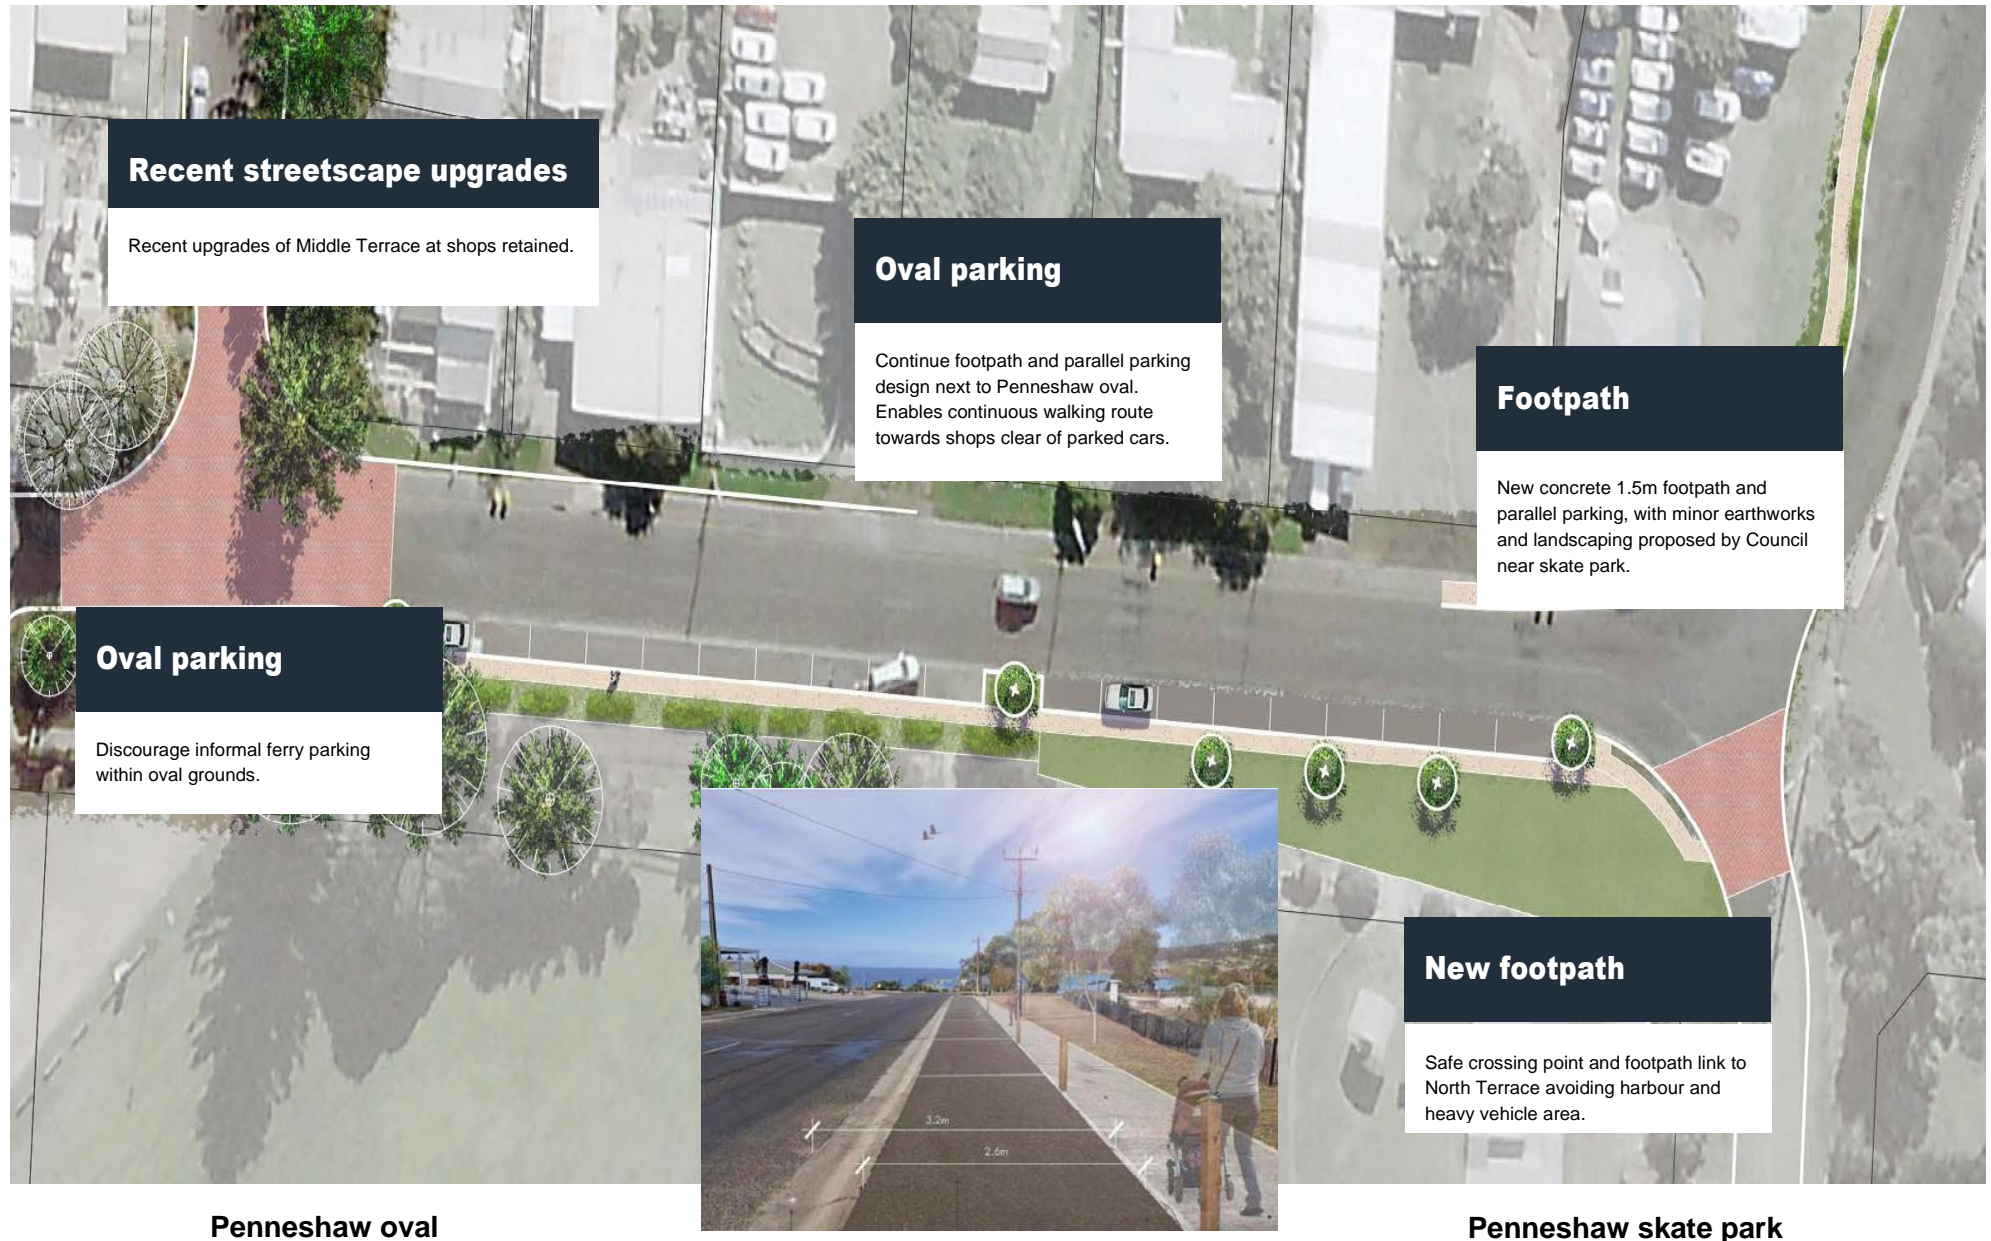 Recent streetscape upgrades
Recent upgrades of Middle Terrace at shops retained.
Oval parking
Continue footpath and parallel parking
design next to Penneshaw oval.
Enables continuous walking route
towards shops clear of parked cars.
Footpath
New concrete 1.5m footpath and
parallel parking, with minor earthworks
and landscaping proposed by Council
near skate park.
Oval parking
Discourage informal ferry parking
within oval grounds.
New footpath
Safe crossing point and footpath link to
North Terrace avoiding harbour and
heavy vehicle area.
3.2m
2.6m
Penneshaw oval
Penneshaw skate park